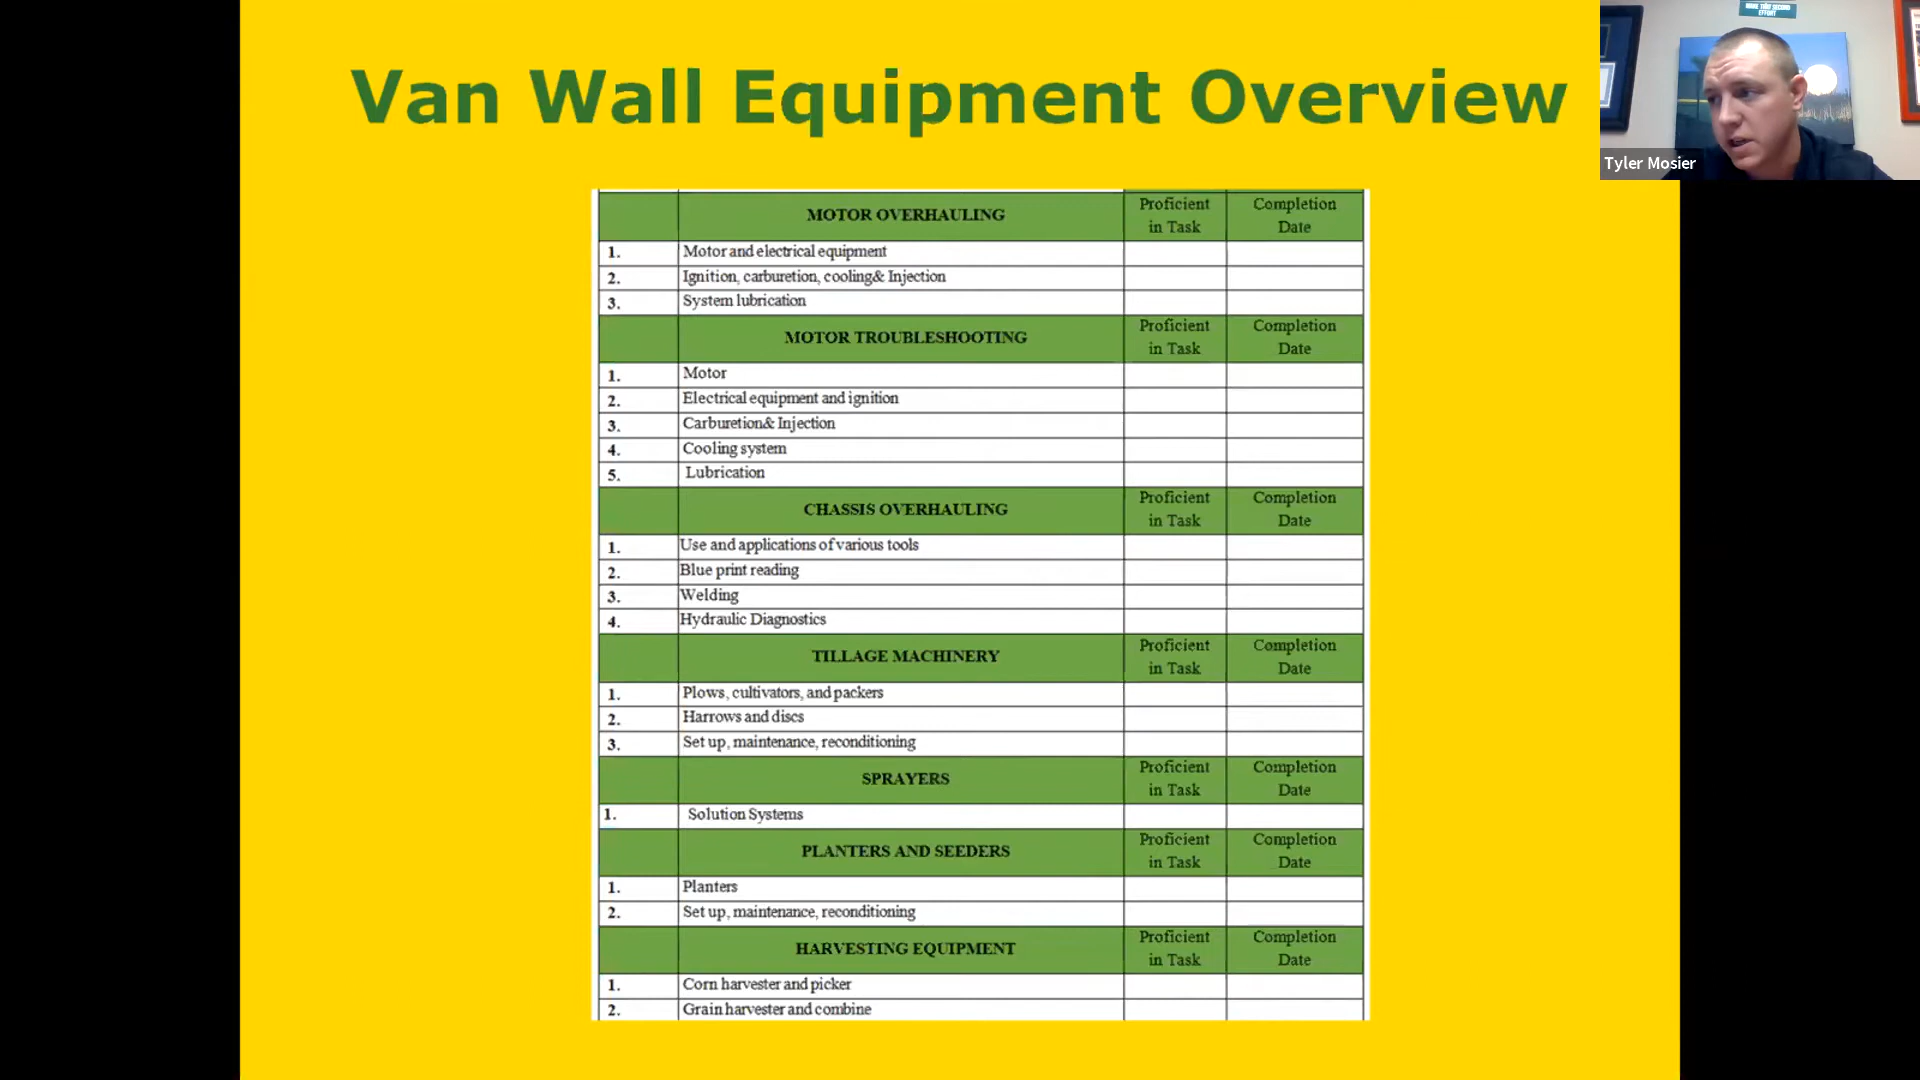 MAKE THAT SECOND
EFFORT
Van Wall Equipment Overview
Tyler Mosier
MOTOR OVERHAULING Proficient in Task Completion Date
1. Motor and electrical equipment
2. Ignition, carburetion, cooling& Injection
3. System lubrication
MOTOR TROUBLESHOOTING Proficient in Task Completion Date
1. Motor
2. Electrical equipment and ignition
3. Carburetion& Injection
4. Cooling system
5. Lubrication
CHASSIS OVERHAULING Proficient in Task Completion Date
1. Use and applications of various tools
2. Blue print reading
3. Welding
4. Hydraulic Diagnostics
TILLAGE MACHINERY Proficient in Task Completion Date
1. Plows, cultivators, and packers
2. Harrows and discs
3. Set up, maintenance, reconditioning
SPRAYERS Proficient in Task Completion Date
1. Solution Systems
PLANTERS AND SEEDERS Proficient in Task Completion Date
1. Planters
2. Set up, maintenance, reconditioning
HARVESTING EQUIPMENT Proficient in Task Completion Date
1. Corn harvester and picker
2. Grain harvester and combine